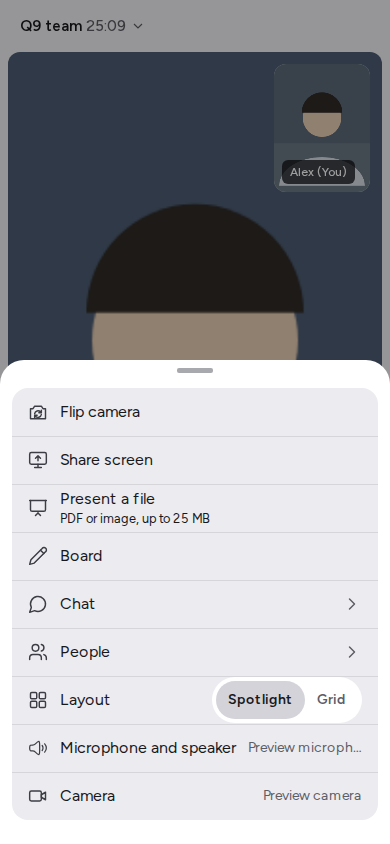 Q9 team 25:09
Alex (You)
Flip camera
Share screen
Present a file
PDF or image, up to 25 MB
Board
Chat
People
Layout Spotlight Grid
Microphone and speaker Preview microph...
Camera Preview camera